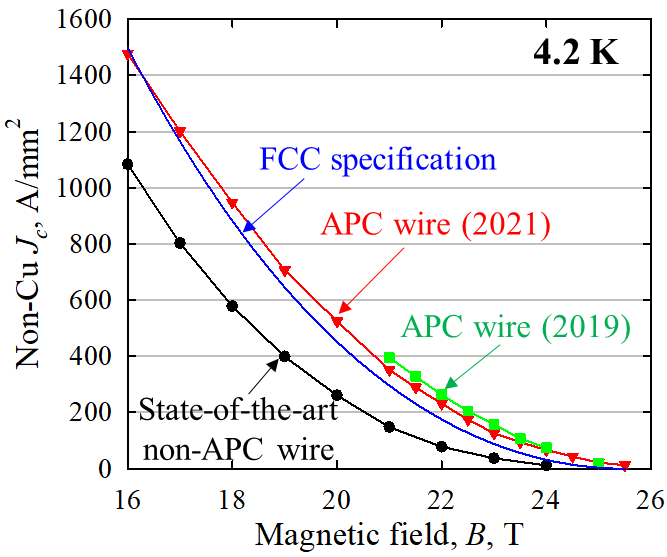 1600
1400
1200
1000
800
600
400
200
0
Non-Cu Jc, A/mm²
4.2 K
FCC specification
APC wire (2021)
APC wire (2019)
State-of-the-art
non-APC wire
16 18 20 22 24 26
Magnetic field, B, T